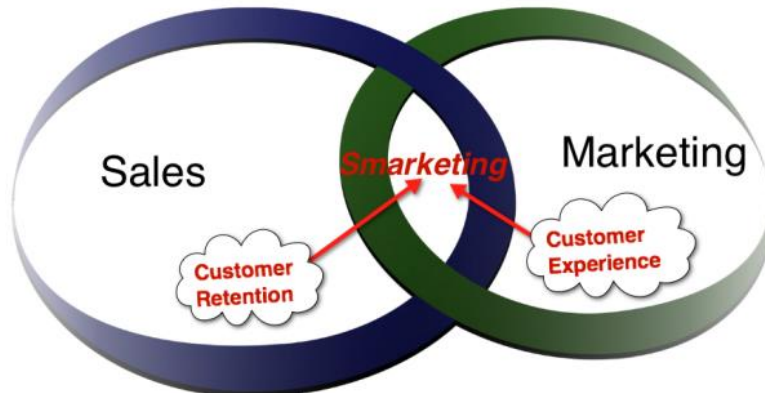 Sales
Marketing
Smarketing
Customer
Retention
Customer
Experience